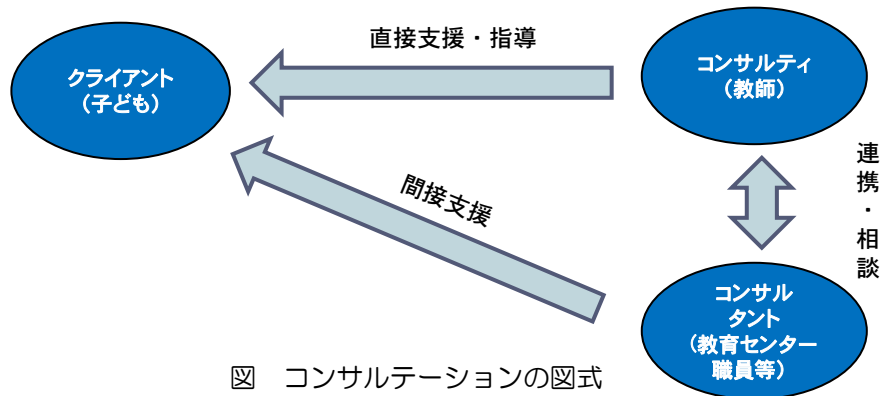 直接支援・指導
クライアント
(子ども)
コンサルティ
(教師)
間接支援
連携・相談
コンサル
タント
(教育センター
職員等)
図　コンサルテーションの図式